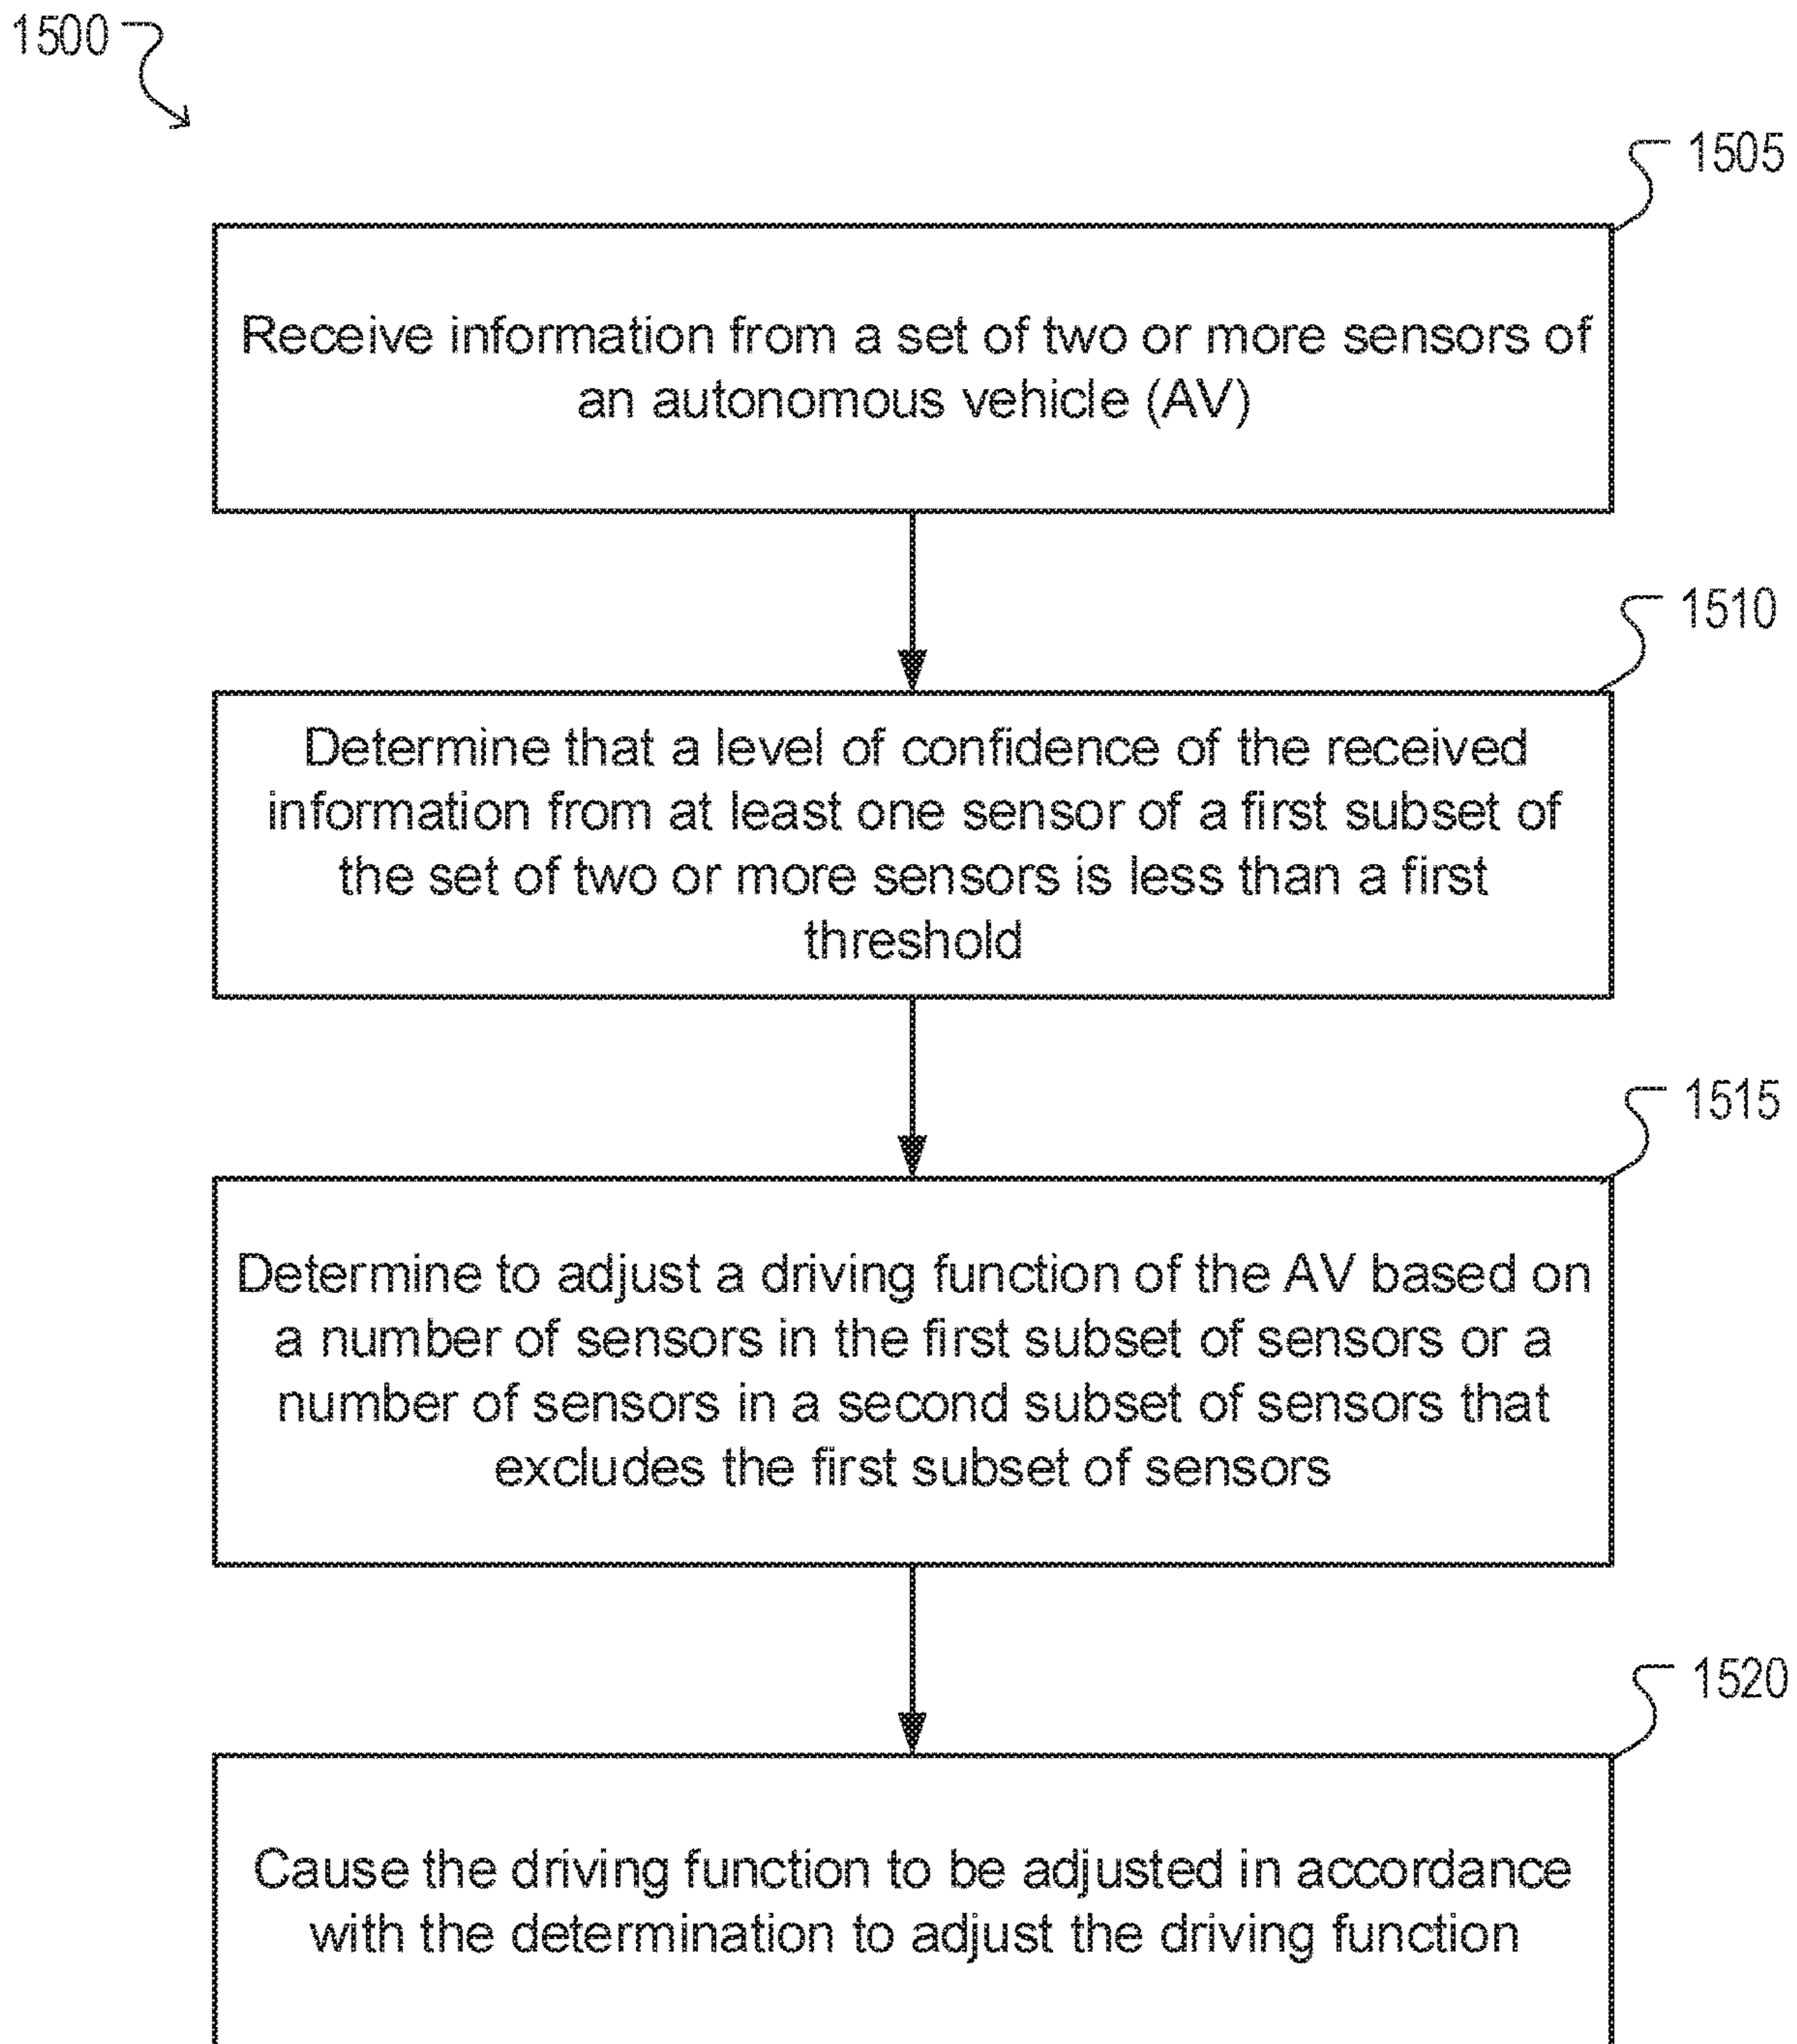 1500
1505
Receive information from a set of two or more sensors of
an autonomous vehicle (AV)
1510
Determine that a level of confidence of the received
information from at least one sensor of a first subset of
the set of two or more sensors is less than a first
threshold
1515
Determine to adjust a driving function of the AV based on
a number of sensors in the first subset of sensors or a
number of sensors in a second subset of sensors that
excludes the first subset of sensors
1520
Cause the driving function to be adjusted in accordance
with the determination to adjust the driving function